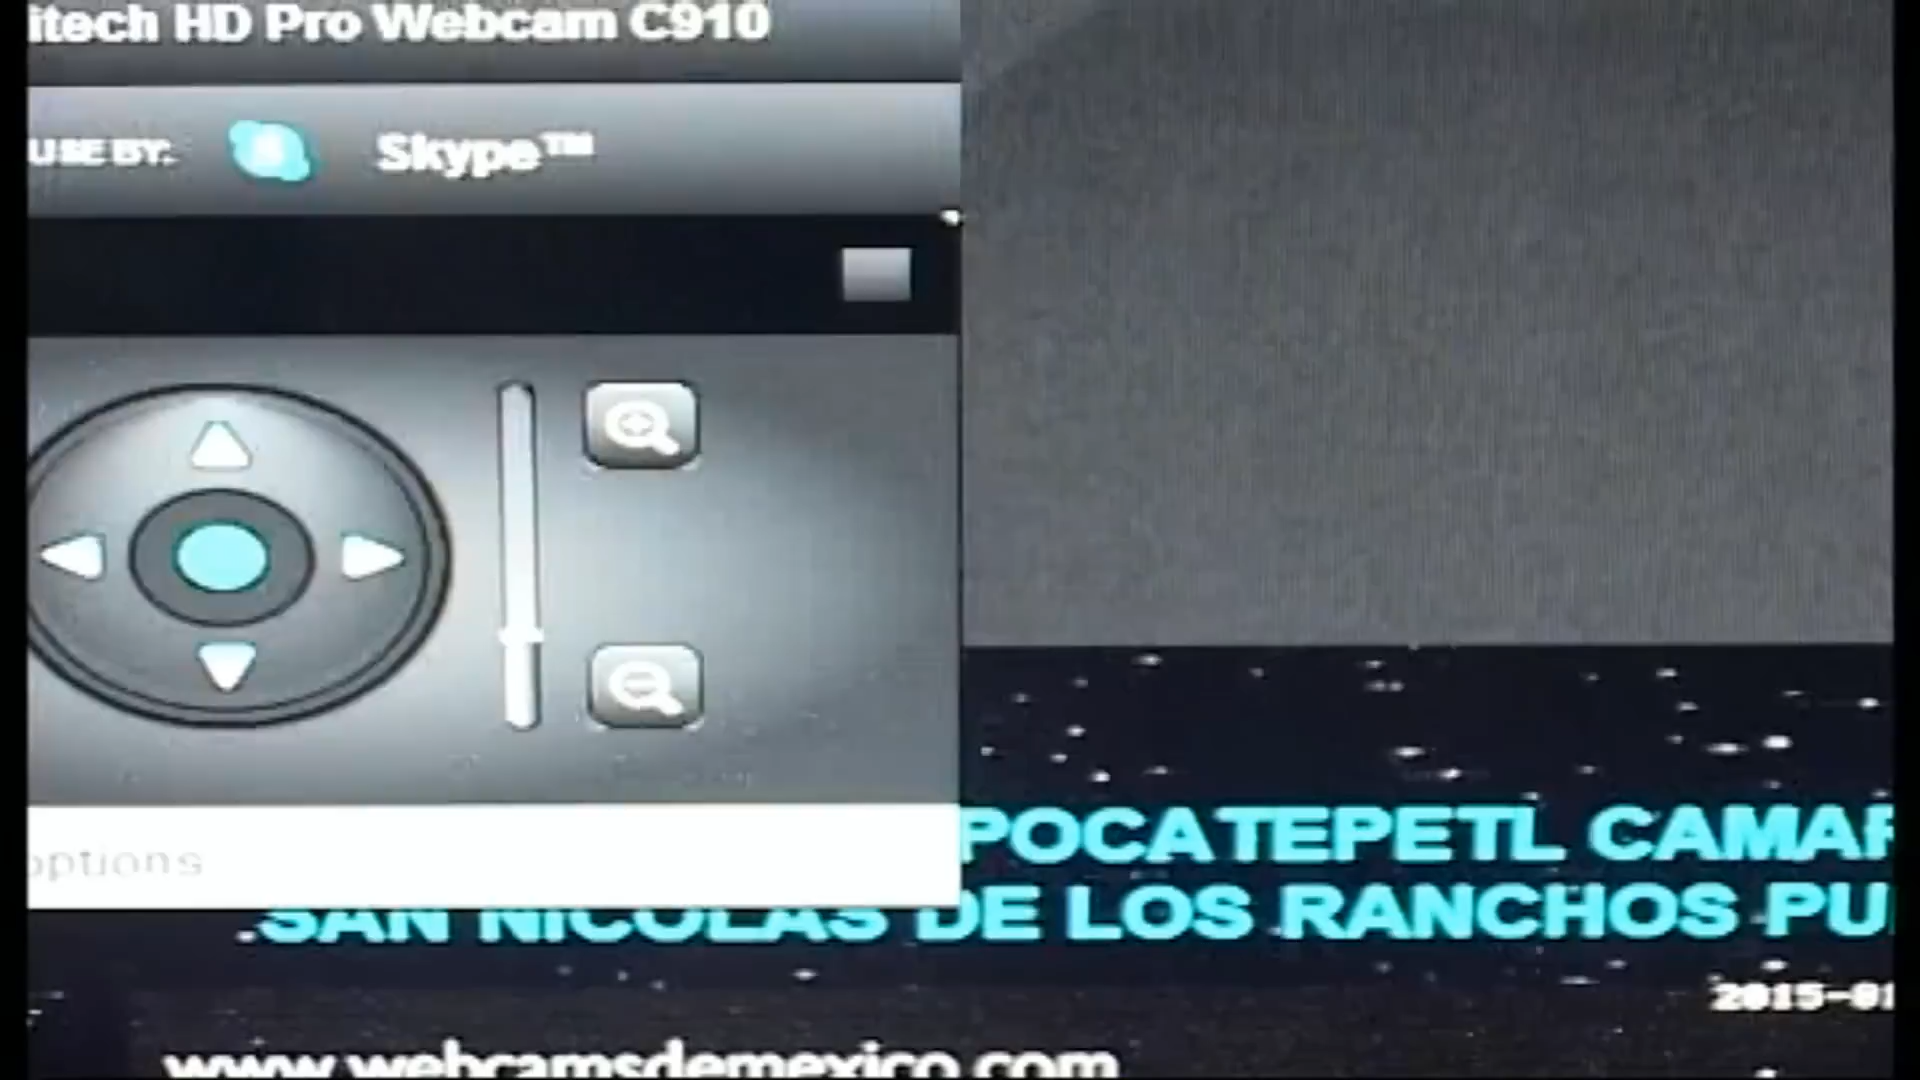 itech HD Pro Webcam C910
USE BY: Skype™
options
POCATEPETL CAMAR
.SAN NICOLAS DE LOS RANCHOS PU
2015-01
www.webcamsdemexico.com